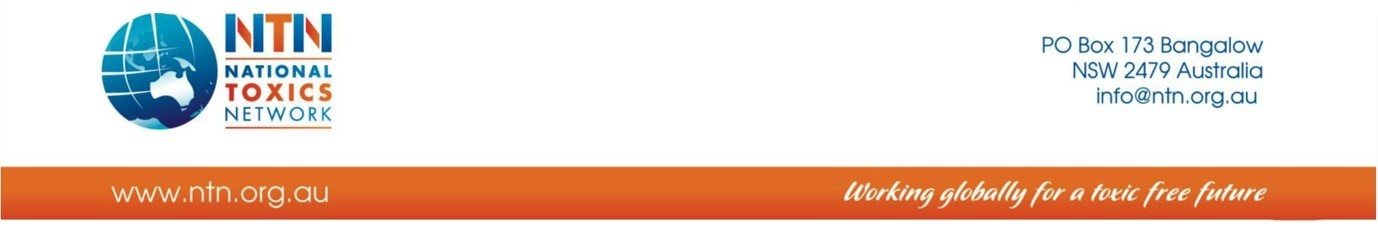 NTN
NATIONAL
TOXICS
NETWORK
PO Box 173 Bangalow
NSW 2479 Australia
info@ntn.org.au
www.ntn.org.au
Working globally for a toxic free future